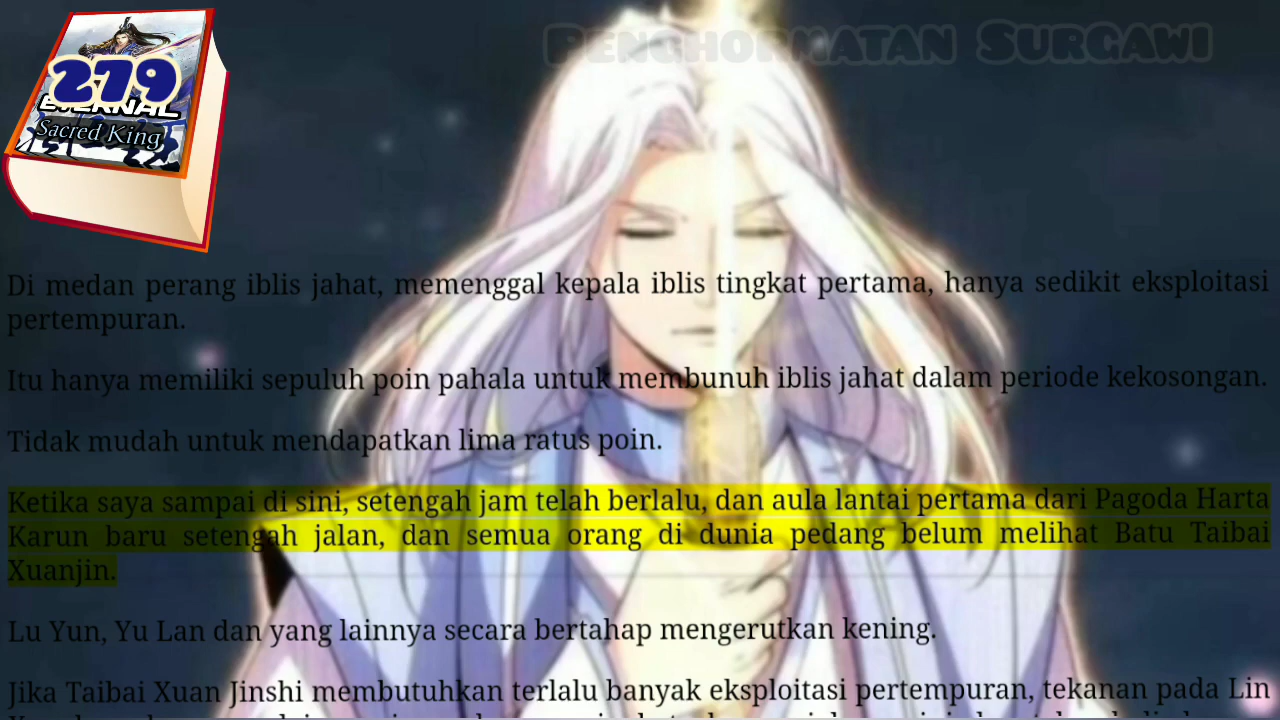 Penghormatan Surgawi
279
ETERNAL
Sacred King
Di medan perang iblis jahat, memenggal kepala iblis tingkat pertama, hanya sedikit eksploitasi
pertempuran.
Itu hanya memiliki sepuluh poin pahala untuk membunuh iblis jahat dalam periode kekosongan.
Tidak mudah untuk mendapatkan lima ratus poin.
Ketika saya sampai di sini, setengah jam telah berlalu, dan aula lantai pertama dari Pagoda Harta
Karun baru setengah jalan, dan semua orang di dunia pedang belum melihat Batu Taibai
Xuanjin.
Lu Yun, Yu Lan dan yang lainnya secara bertahap mengerutkan kening.
Jika Taibai Xuan Jinshi membutuhkan terlalu banyak eksploitasi pertempuran, tekanan pada Lin